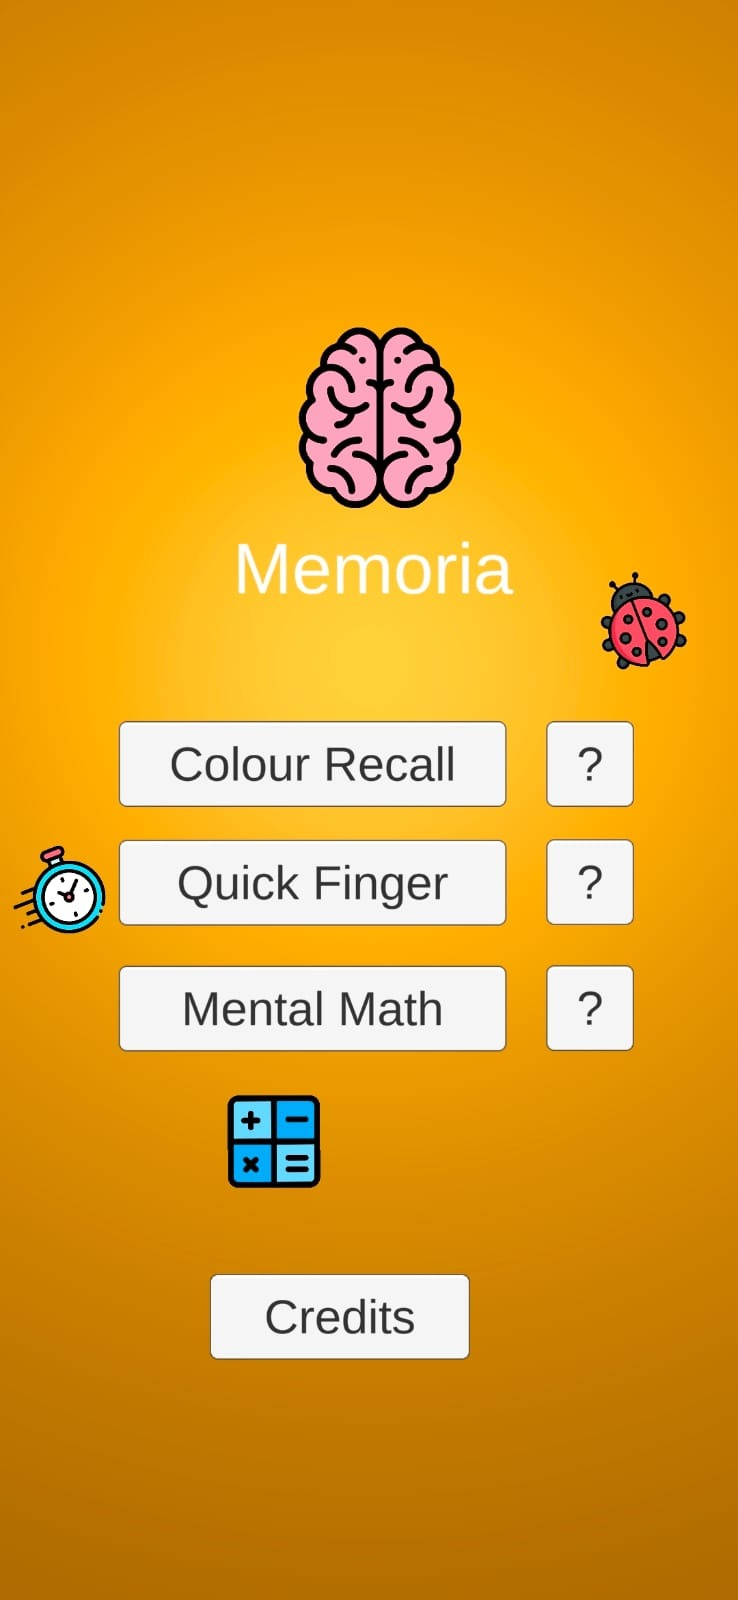 Memoria
Colour Recall ?
Quick Finger ?
Mental Math ?
+ −
× =
Credits